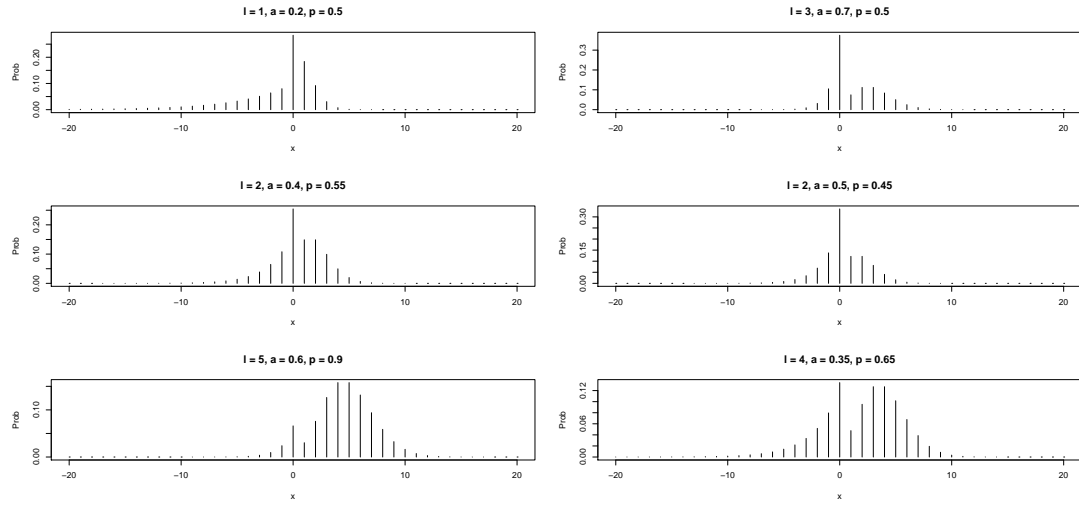 l = 1, a = 0.2, p = 0.5
Prob
0.00 0.10 0.20
−20 −10 0 10 20
x
l = 3, a = 0.7, p = 0.5
Prob
0.0 0.1 0.2 0.3
−20 −10 0 10 20
x
l = 2, a = 0.4, p = 0.55
Prob
0.00 0.10 0.20
−20 −10 0 10 20
x
l = 2, a = 0.5, p = 0.45
Prob
0.00 0.15 0.30
−20 −10 0 10 20
x
l = 5, a = 0.6, p = 0.9
Prob
0.00 0.10
−20 −10 0 10 20
x
l = 4, a = 0.35, p = 0.65
Prob
0.00 0.06 0.12
−20 −10 0 10 20
x